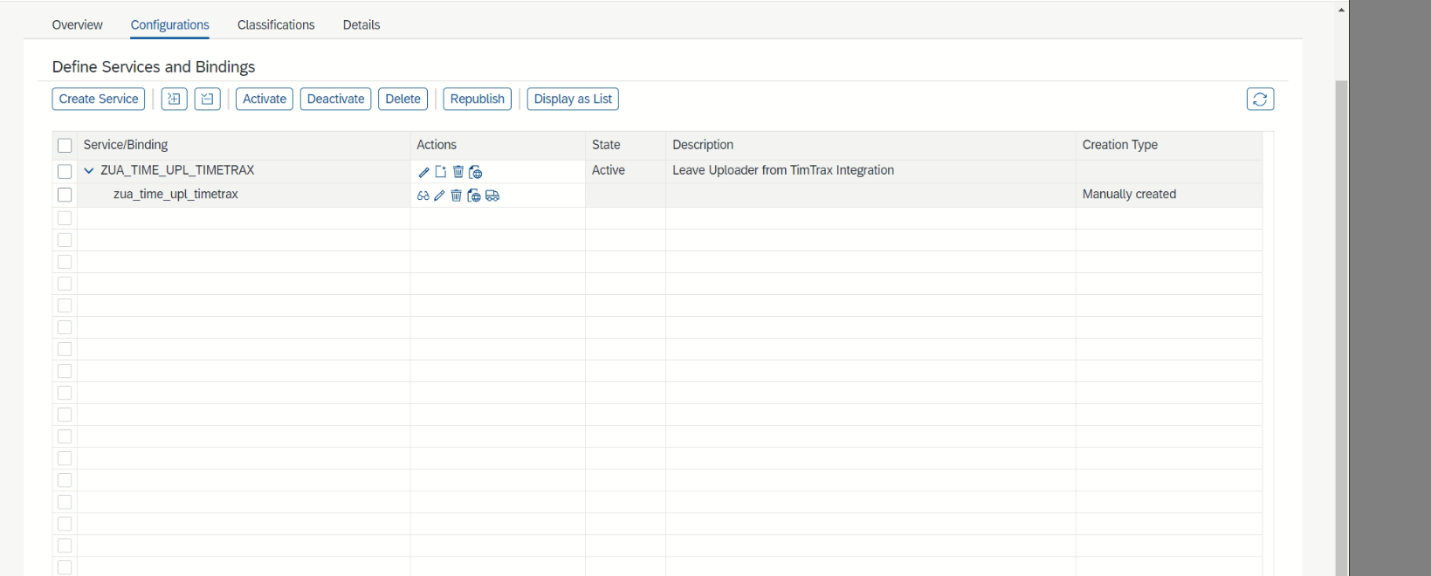 Overview Configurations Classifications Details
Define Services and Bindings
Create Service Activate Deactivate Delete Republish Display as List
Service/Binding Actions State Description Creation Type
ZUA_TIME_UPL_TIMETRAX Active Leave Uploader from TimTrax Integration
zua_time_upl_timetrax Manually created